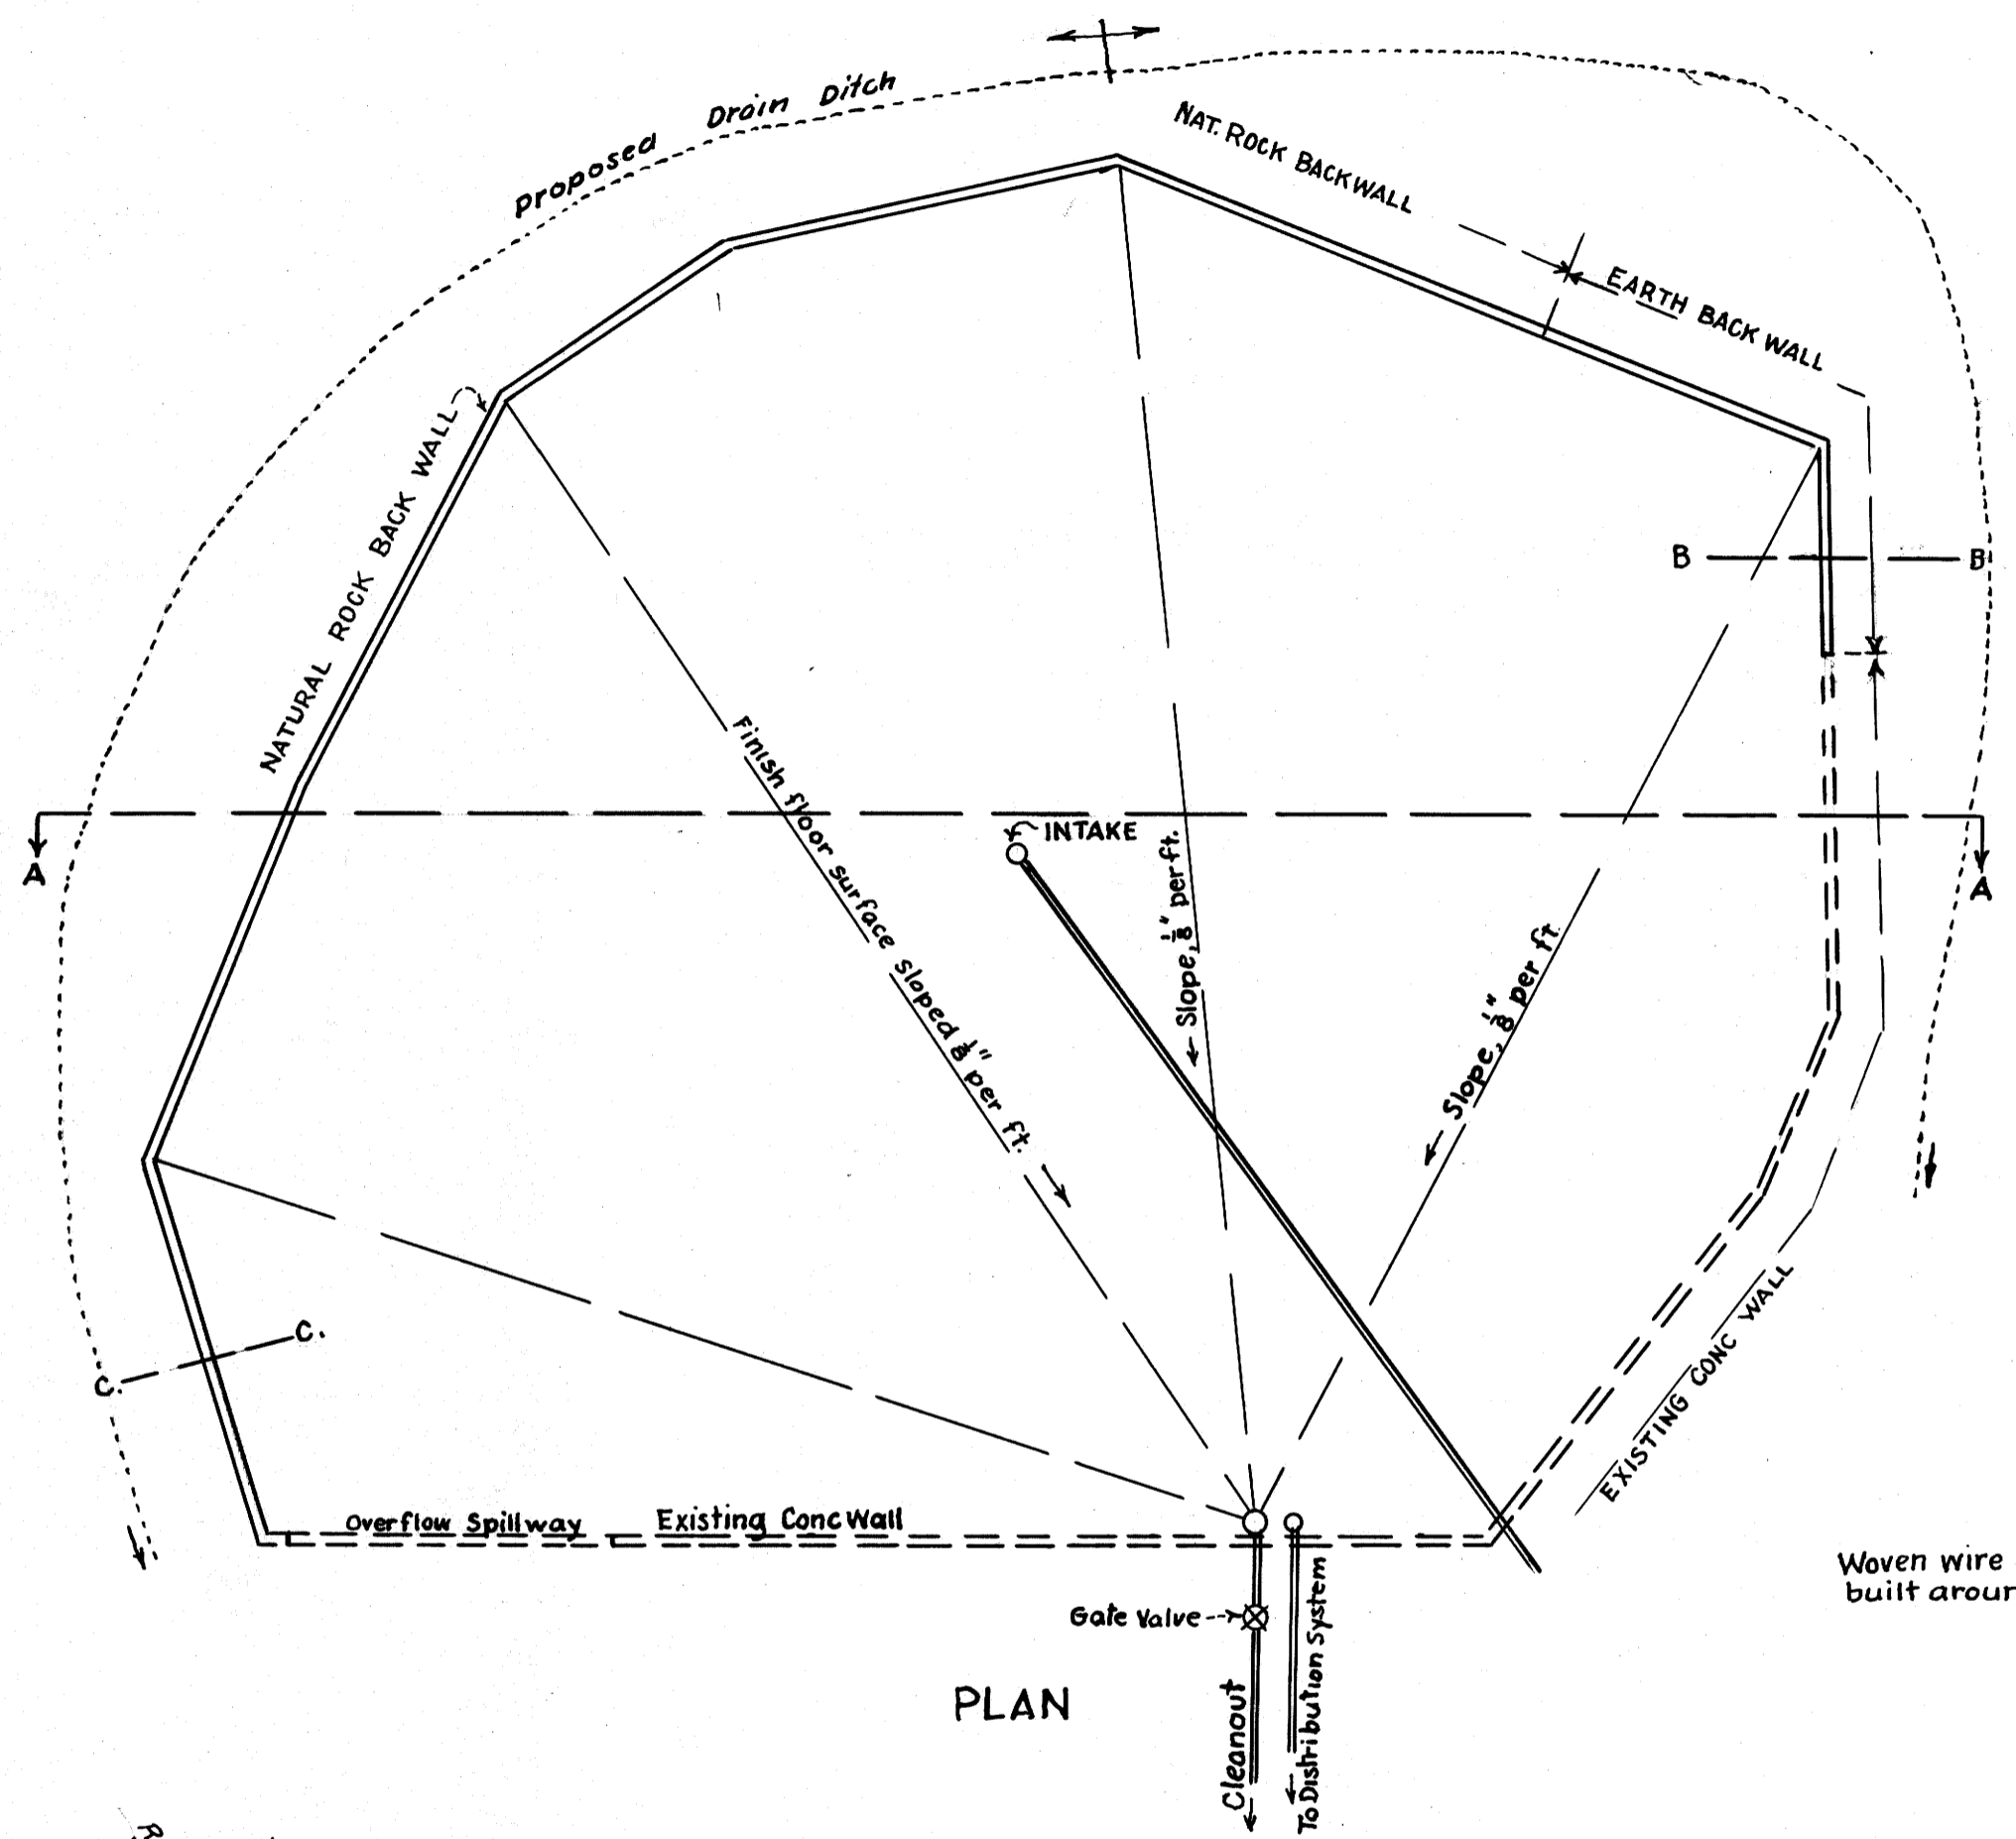 Proposed Drain Ditch
NAT. ROCK BACKWALL
EARTH BACK WALL
NATURAL ROCK BACK WALL
B B
Finish floor surface sloped 1/8" per ft.
INTAKE
Slope, 1/8" per ft.
Slope, 1/8" per ft
A A
C. C.
Overflow Spillway
Existing Conc Wall
EXISTING CONC WALL
Woven wire
built
Gate Valve
Cleanout
To Distribution System
PLAN